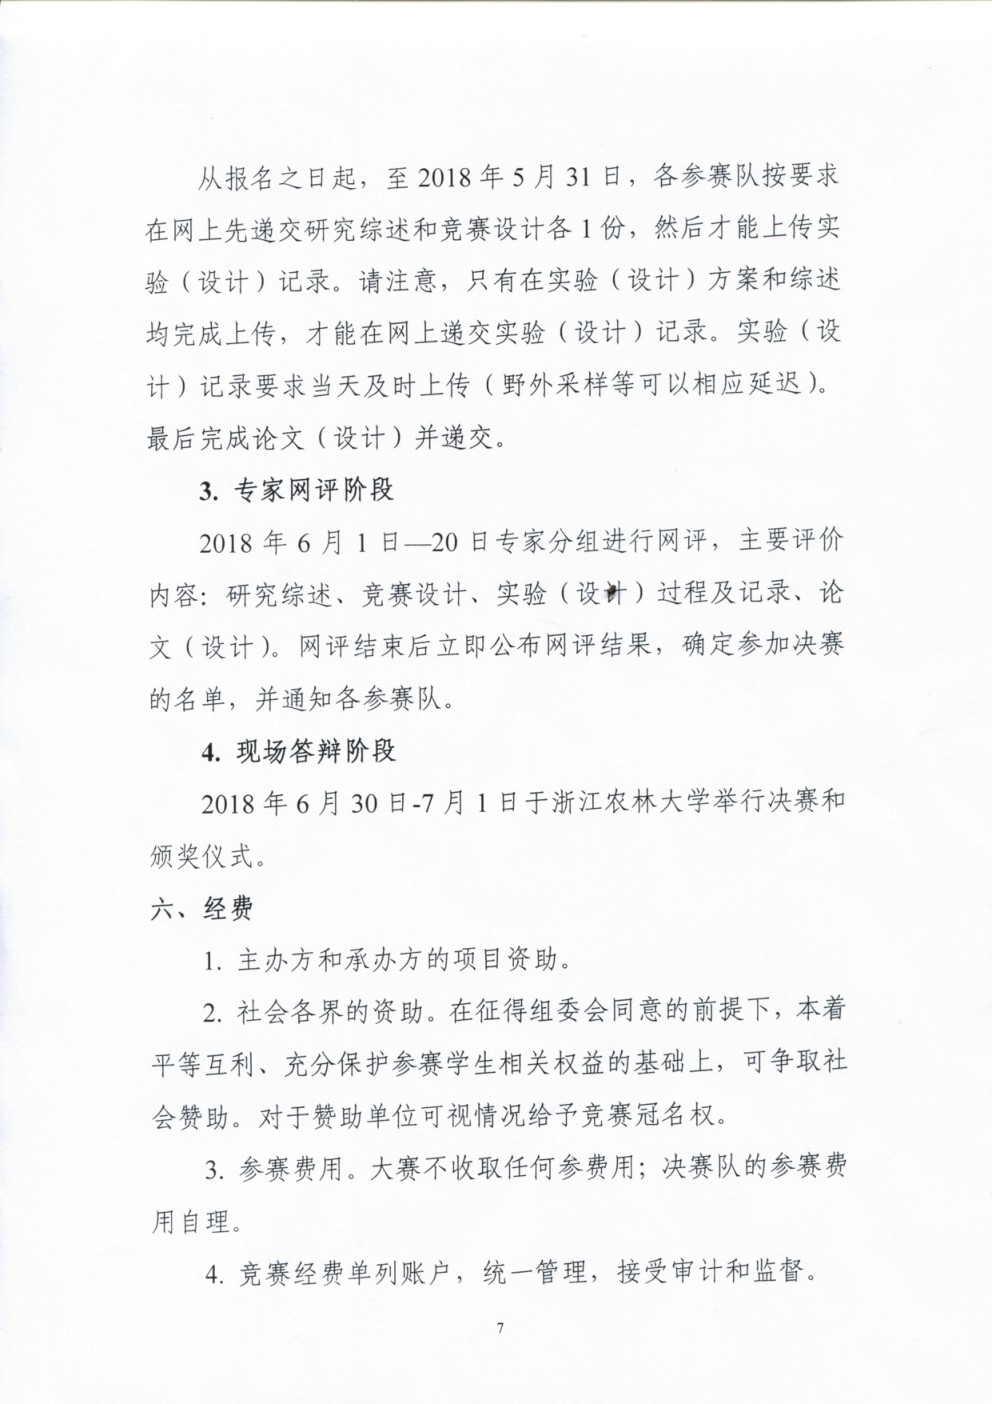 从报名之日起，至 2018 年 5 月 31 日，各参赛队按要求
在网上先递交研究综述和竞赛设计各 1 份，然后才能上传实
验（设计）记录。请注意，只有在实验（设计）方案和综述
均完成上传，才能在网上递交实验（设计）记录。实验（设
计）记录要求当天及时上传（野外采样等可以相应延迟）。
最后完成论文（设计）并递交。
3. 专家网评阶段
2018 年 6 月 1 日—20 日专家分组进行网评，主要评价
内容：研究综述、竞赛设计、实验（设计）过程及记录、论
文（设计）。网评结束后立即公布网评结果，确定参加决赛
的名单，并通知各参赛队。
4. 现场答辩阶段
2018 年 6 月 30 日-7 月 1 日于浙江农林大学举行决赛和
颁奖仪式。
六、经费
1. 主办方和承办方的项目资助。
2. 社会各界的资助。在征得组委会同意的前提下，本着
平等互利、充分保护参赛学生相关权益的基础上，可争取社
会赞助。对于赞助单位可视情况给予竞赛冠名权。
3. 参赛费用。大赛不收取任何参费用；决赛队的参赛费
用自理。
4. 竞赛经费单列账户，统一管理，接受审计和监督。
7